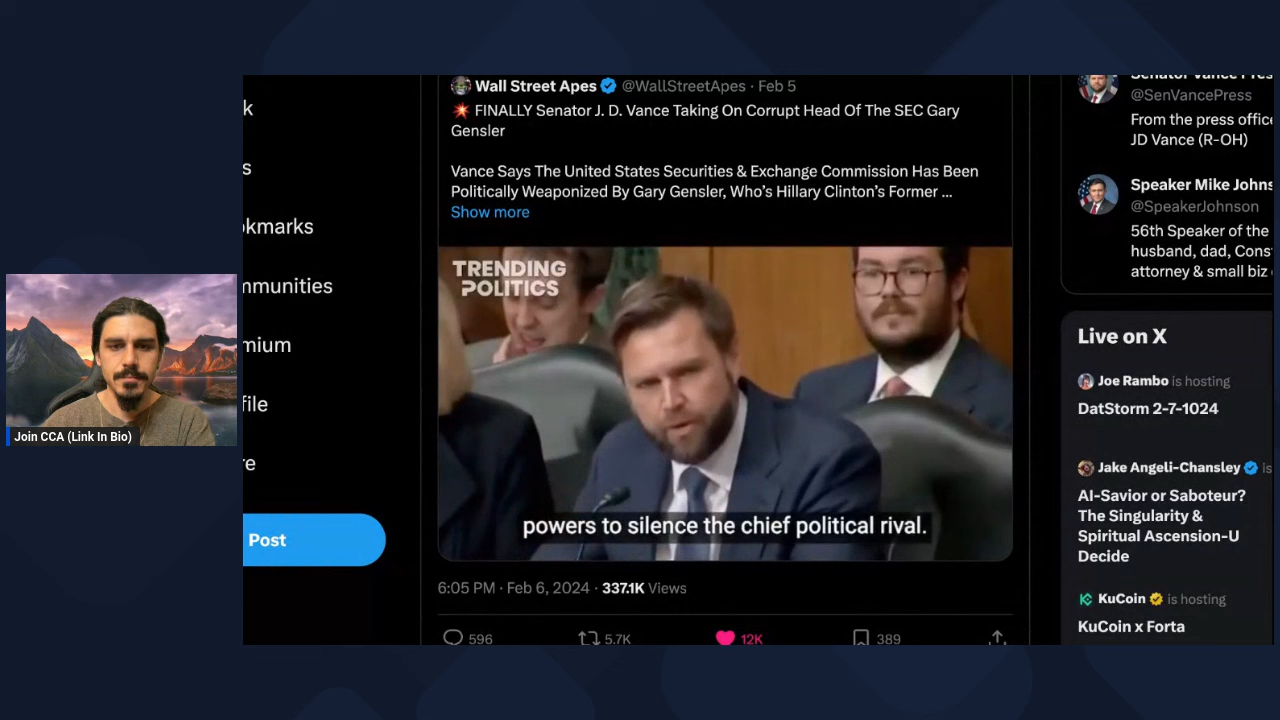 Join CCA (Link In Bio)
k
s
okmarks
nmunities
mium
file
re
Post
Wall Street Apes @WallStreetApes · Feb 5
💥 FINALLY Senator J. D. Vance Taking On Corrupt Head Of The SEC Gary
Gensler
Vance Says The United States Securities & Exchange Commission Has Been
Politically Weaponized By Gary Gensler, Who's Hillary Clinton's Former ...
Show more
TRENDING
POLITICS
powers to silence the chief political rival.
6:05 PM · Feb 6, 2024 · 337.1K Views
596 5.7K 12K 389
Senator Vance Pres
@SenVancePress
From the press office
JD Vance (R-OH)
Speaker Mike Johns
@SpeakerJohnson
56th Speaker of the
husband, dad, Cons
attorney & small biz
Live on X
Joe Rambo is hosting
DatStorm 2-7-1024
Jake Angeli-Chansley is
AI-Savior or Saboteur?
The Singularity &
Spiritual Ascension-U
Decide
KuCoin is hosting
KuCoin x Forta